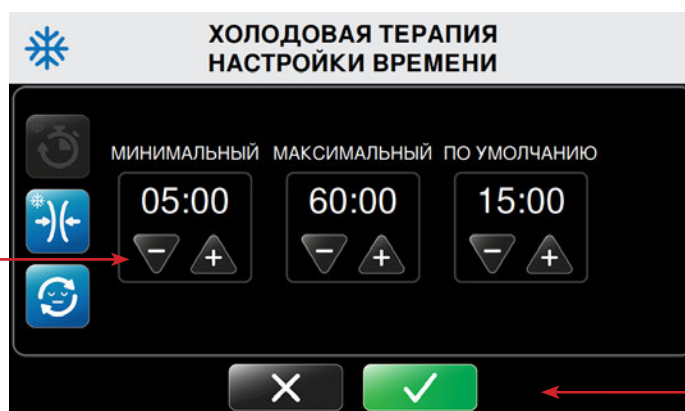 ХОЛОДОВАЯ ТЕРАПИЯ
НАСТРОЙКИ ВРЕМЕНИ
МИНИМАЛЬНЫЙ МАКСИМАЛЬНЫЙ ПО УМОЛЧАНИЮ
05:00 60:00 15:00